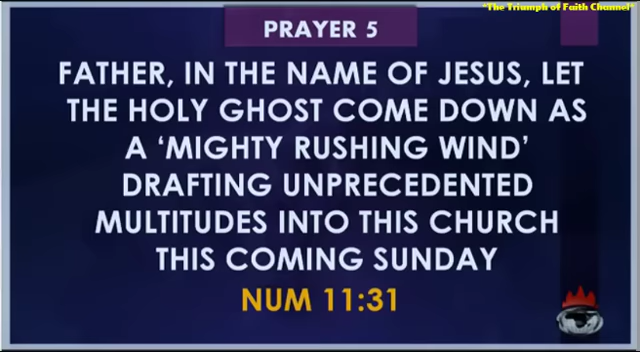 *The Triumph of Faith Channel*
PRAYER 5
FATHER, IN THE NAME OF JESUS, LET
THE HOLY GHOST COME DOWN AS
A ‘MIGHTY RUSHING WIND’
DRAFTING UNPRECEDENTED
MULTITUDES INTO THIS CHURCH
THIS COMING SUNDAY
NUM 11:31